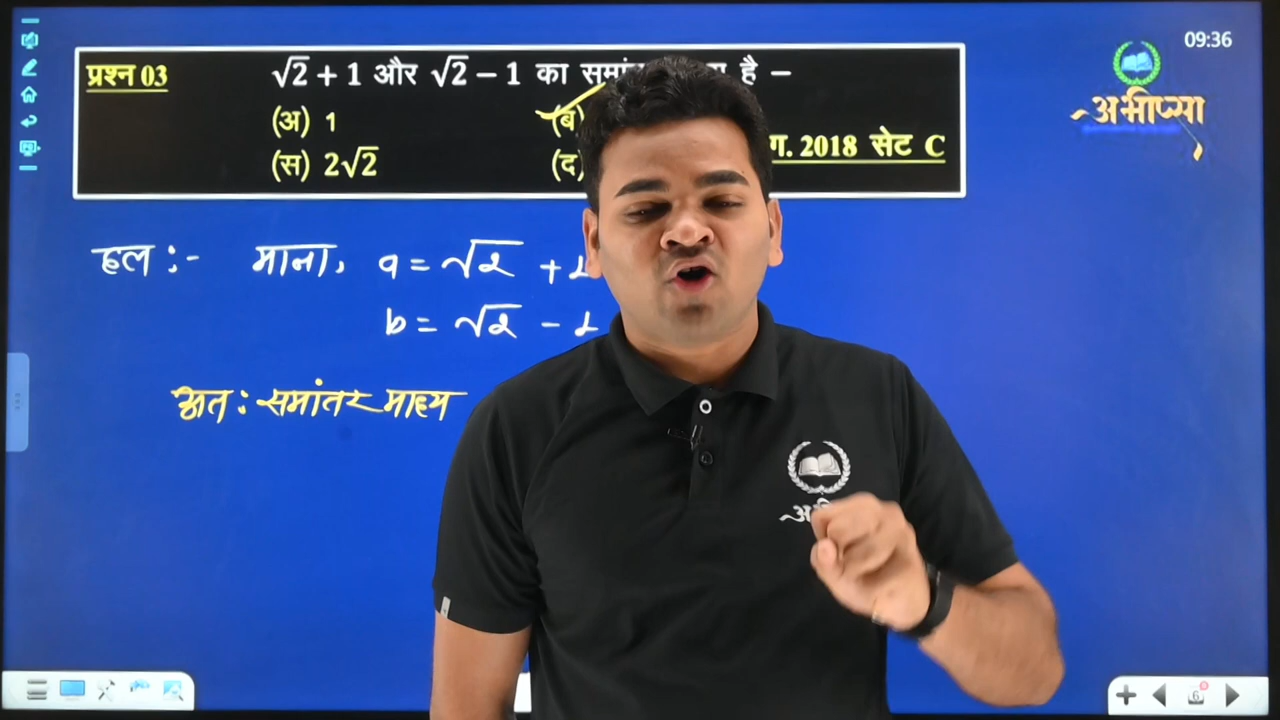 09:36
प्रश्न 03 √2 + 1 और √2 − 1 का है −
(अ) 1 (ब)
(स) 2√2 (द) ग. 2018 सेट C
अभीप्सा
हल :- माना, a = √2 + 1
b = √2 - 1
अत: समांतर माध्य
6